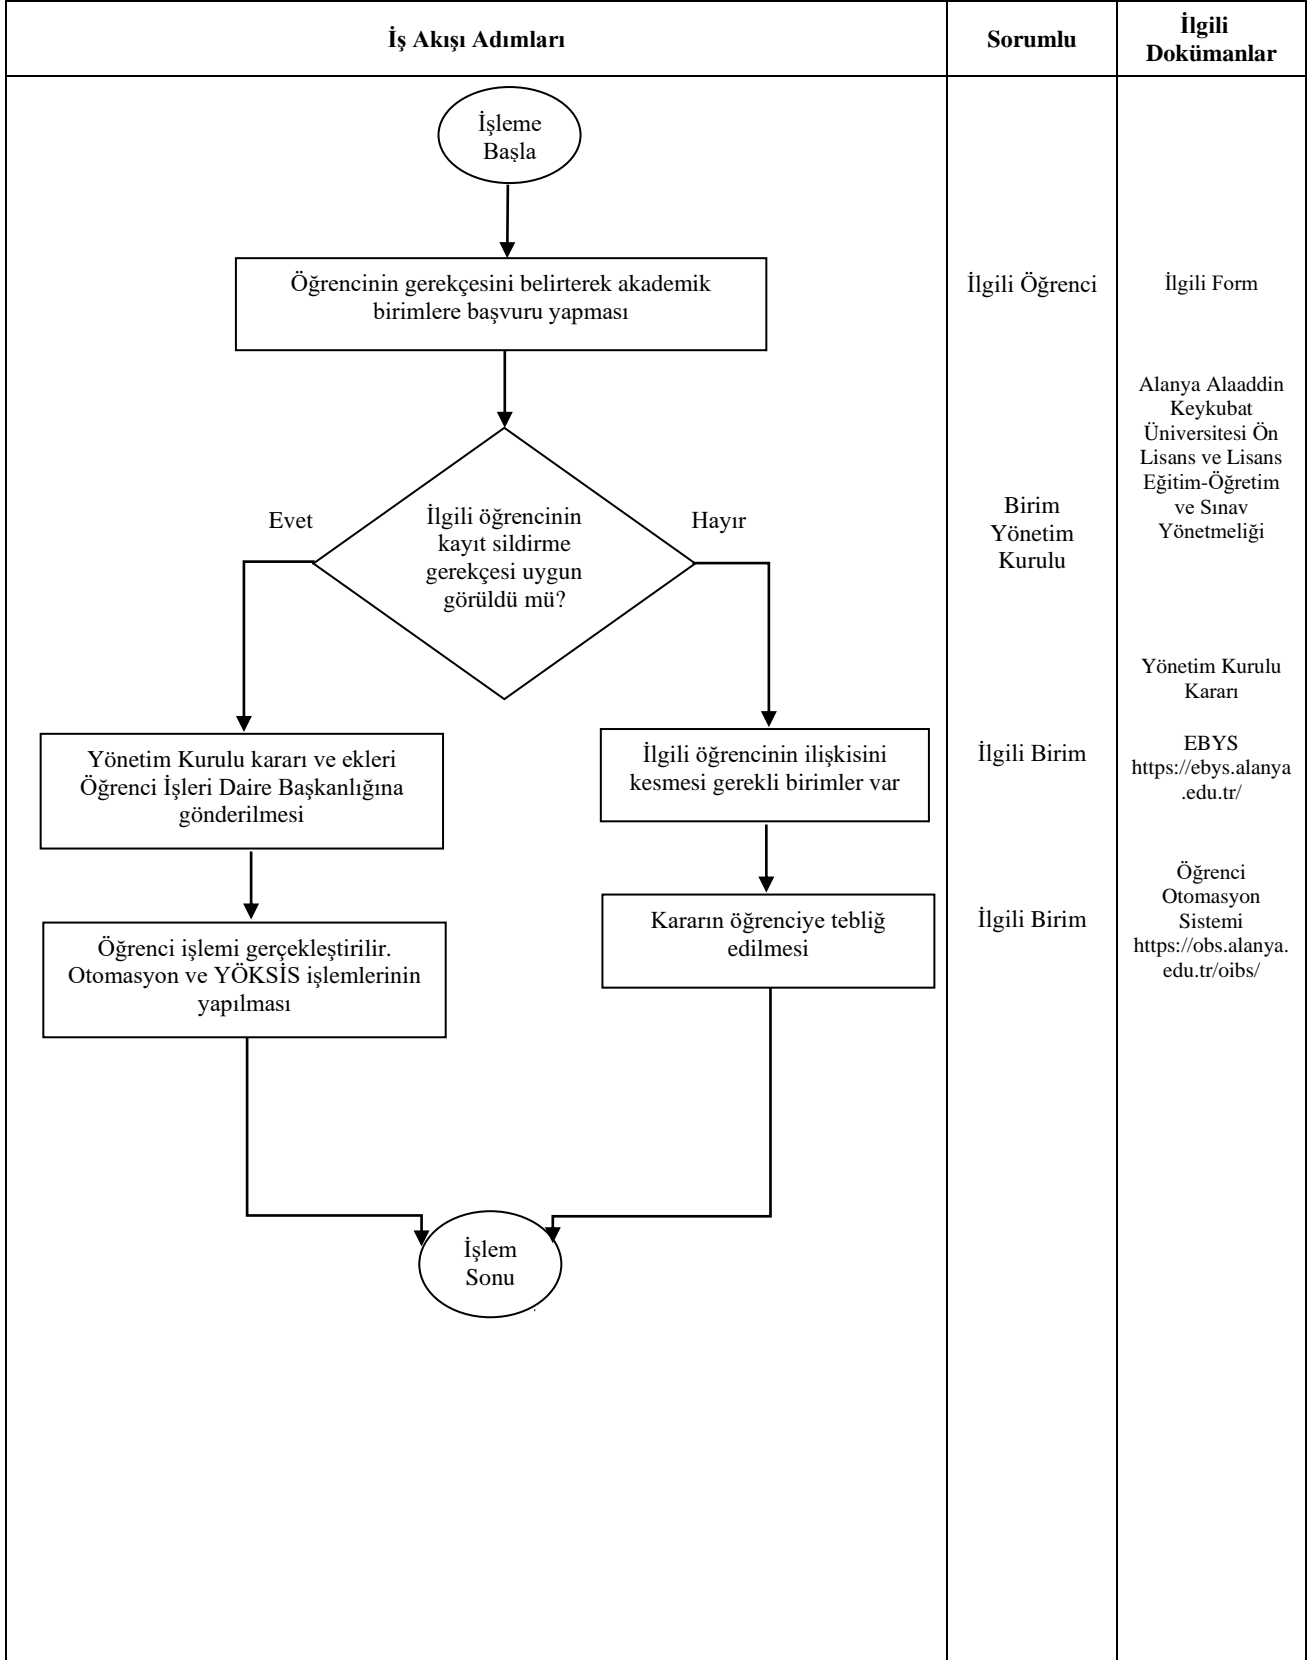 İş Akışı Adımları
Sorumlu
İlgili
Dokümanlar
İşleme
Başla
Öğrencinin gerekçesini belirterek akademik
birimlere başvuru yapması
İlgili Öğrenci
İlgili Form
Evet
İlgili öğrencinin
kayıt sildirme
gerekçesi uygun
görüldü mü?
Hayır
Birim
Yönetim
Kurulu
Alanya Alaaddin
Keykubat
Üniversitesi Ön
Lisans ve Lisans
Eğitim-Öğretim
ve Sınav
Yönetmeliği
Yönetim Kurulu kararı ve ekleri
Öğrenci İşleri Daire Başkanlığına
gönderilmesi
İlgili öğrencinin ilişkisini
kesmesi gerekli birimler var
İlgili Birim
Yönetim Kurulu
Kararı
EBYS
https://ebys.alanya
.edu.tr/
Öğrenci işlemi gerçekleştirilir.
Otomasyon ve YÖKSİS işlemlerinin
yapılması
Kararın öğrenciye tebliğ
edilmesi
İlgili Birim
Öğrenci
Otomasyon
Sistemi
https://obs.alanya.
edu.tr/oibs/
İşlem
Sonu